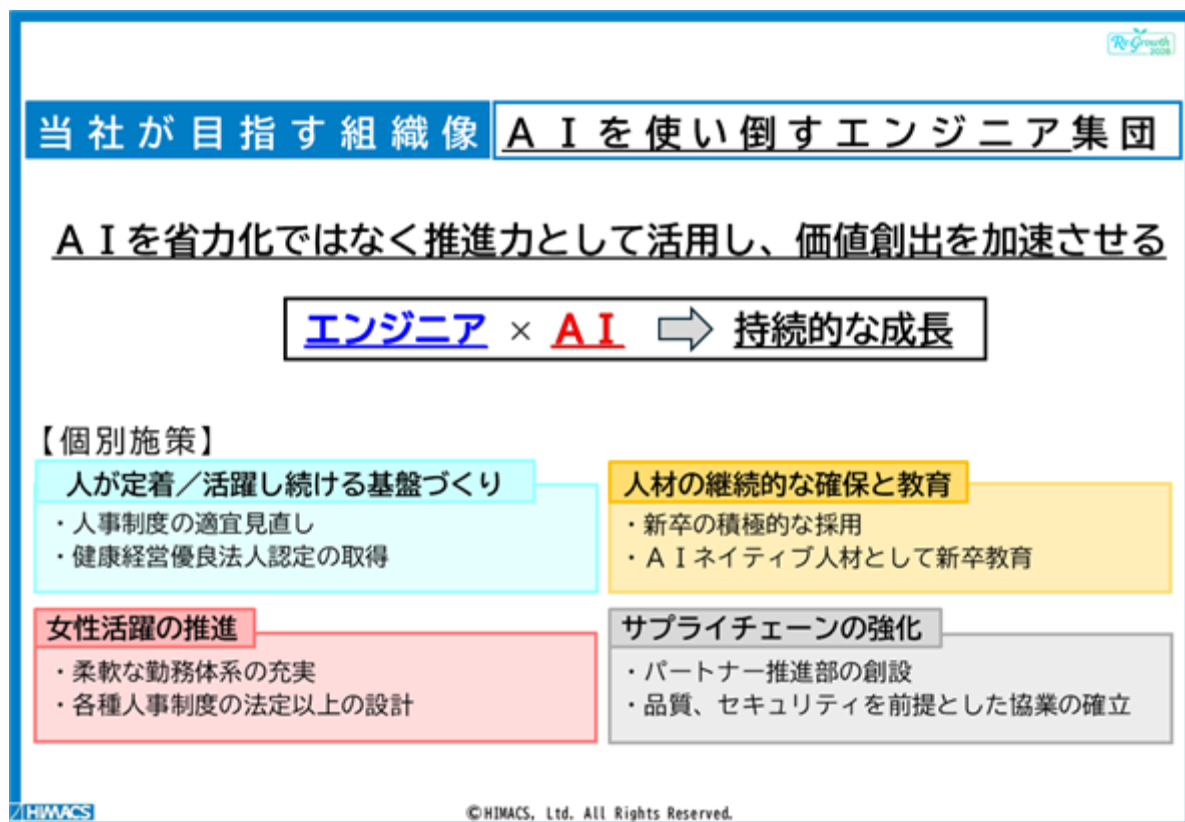 Re-Growth
2028
当社が目指す組織像 ＡＩを使い倒すエンジニア集団
ＡＩを省力化ではなく推進力として活用し、価値創出を加速させる
エンジニア × ＡＩ ⇨ 持続的な成長
【個別施策】
人が定着／活躍し続ける基盤づくり
・人事制度の適宜見直し
・健康経営優良法人認定の取得
人材の継続的な確保と教育
・新卒の積極的な採用
・ＡＩネイティブ人材として新卒教育
女性活躍の推進
・柔軟な勤務体系の充実
・各種人事制度の法定以上の設計
サプライチェーンの強化
・パートナー推進部の創設
・品質、セキュリティを前提とした協業の確立
HIMACS
©HIMACS, Ltd. All Rights Reserved.